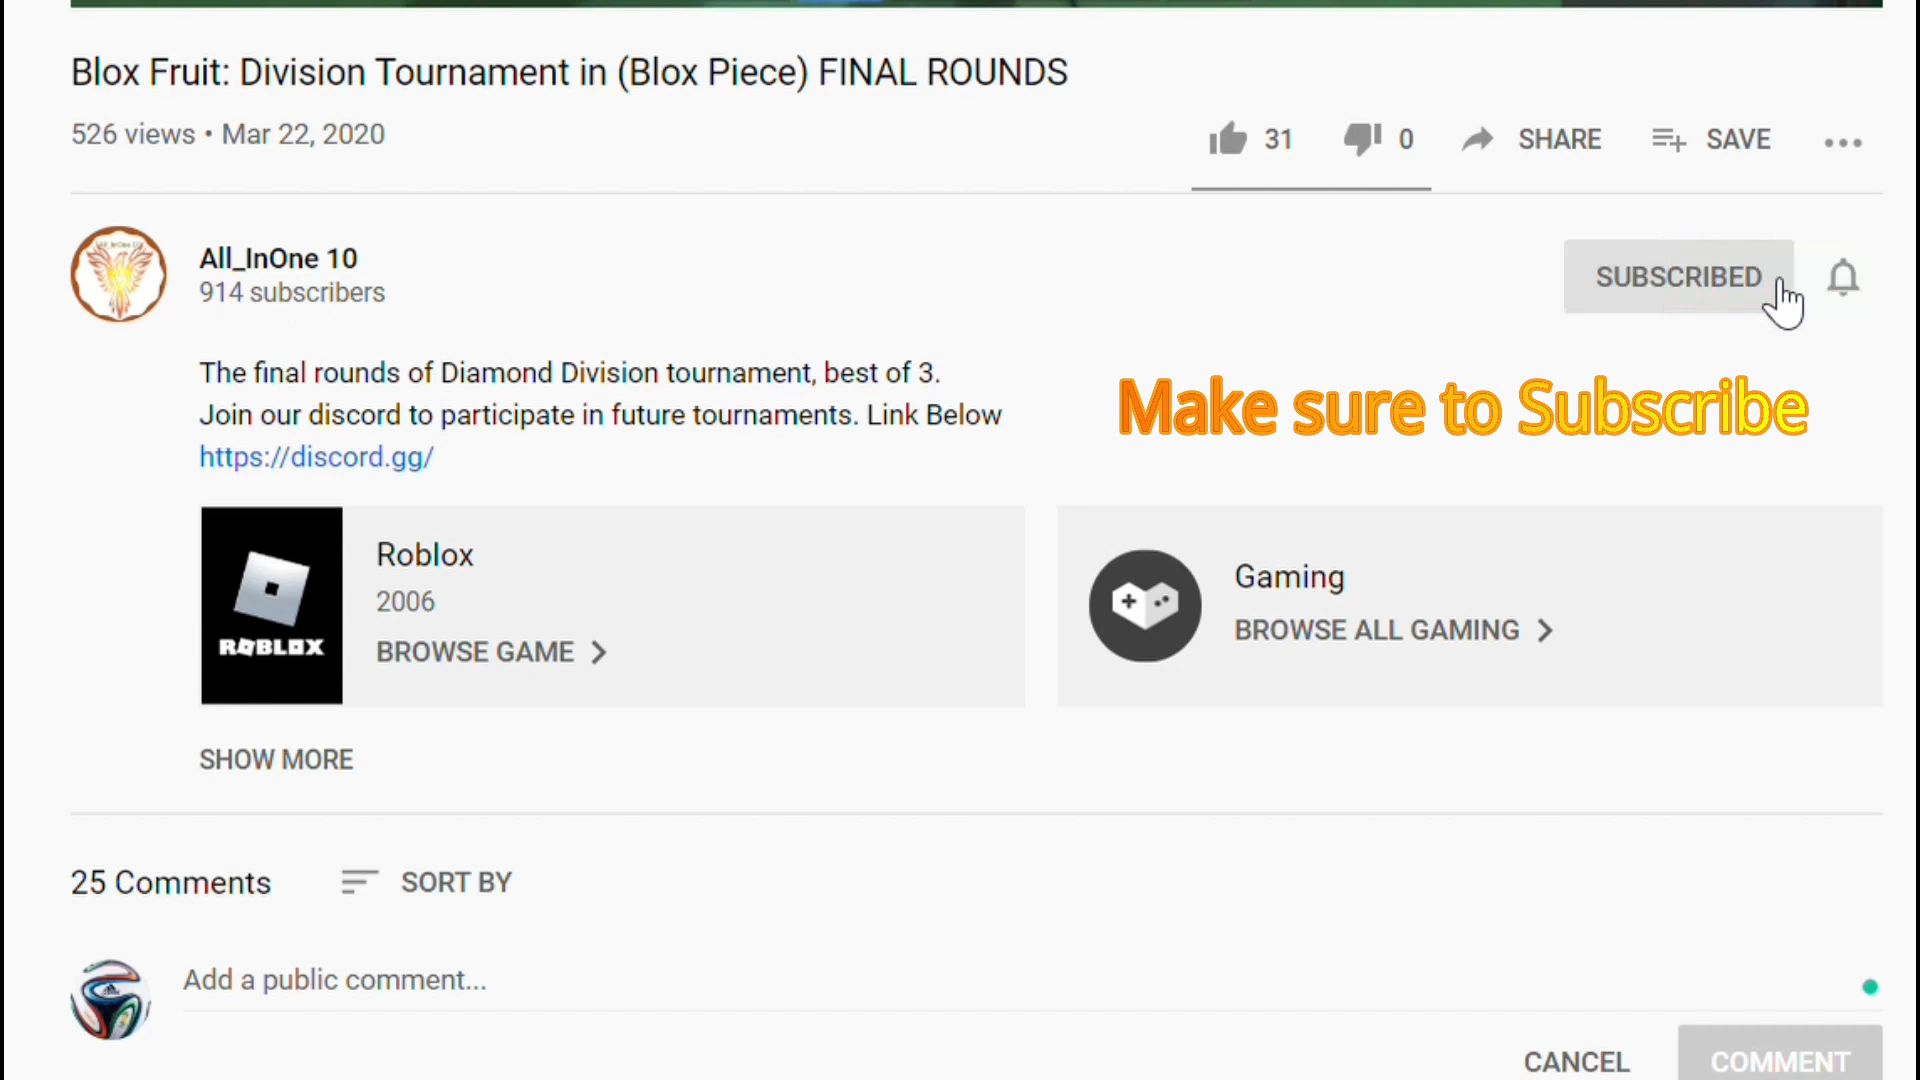 Blox Fruit: Division Tournament in (Blox Piece) FINAL ROUNDS
526 views • Mar 22, 2020
31
0
SHARE
SAVE
All_InOne 10
914 subscribers
SUBSCRIBED
The final rounds of Diamond Division tournament, best of 3.
Join our discord to participate in future tournaments. Link Below
https://discord.gg/
Make sure to Subscribe
ROBLOX
Roblox
2006
BROWSE GAME
Gaming
BROWSE ALL GAMING
SHOW MORE
25 Comments
SORT BY
Add a public comment...
CANCEL
COMMENT